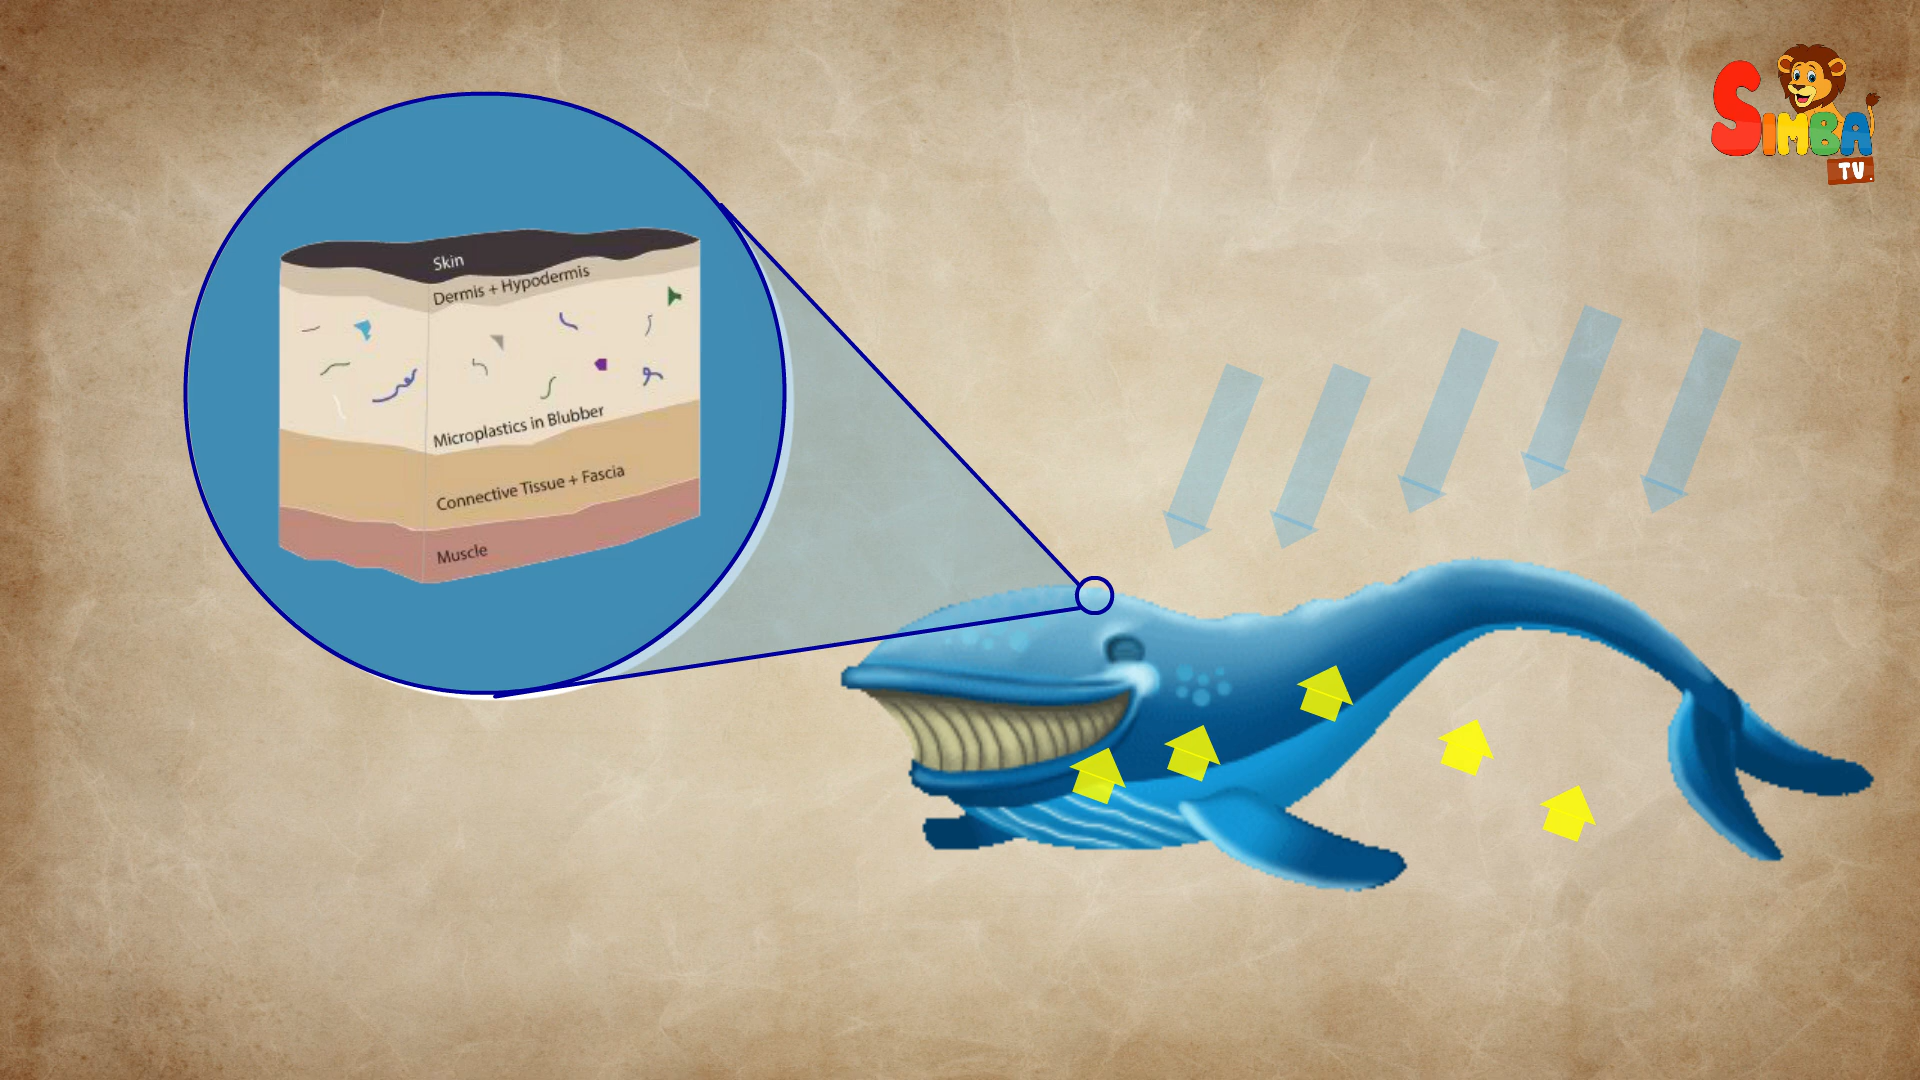 Skin
Dermis + Hypodermis
Microplastics in Blubber
Connective Tissue + Fascia
Muscle
SIMBA
TV